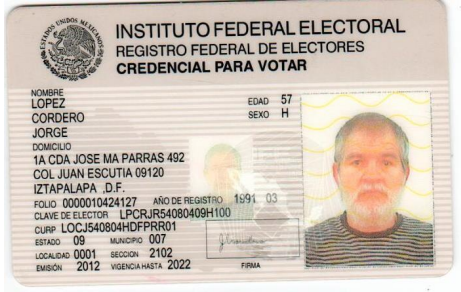 ESTADOS UNIDOS MEXICANOS
INSTITUTO FEDERAL ELECTORAL
REGISTRO FEDERAL DE ELECTORES
CREDENCIAL PARA VOTAR
NOMBRE
LOPEZ
CORDERO
JORGE
EDAD 57
SEXO H
DOMICILIO
1A CDA JOSE MA PARRAS 492
COL JUAN ESCUTIA 09120
IZTAPALAPA ,D.F.
FOLIO 0000010424127 AÑO DE REGISTRO 1991 03
CLAVE DE ELECTOR LPCRJR54080409H100
CURP LOCJ540804HDFPRR01
ESTADO 09 MUNICIPIO 007
LOCALIDAD 0001 SECCION 2102
EMISIÓN 2012 VIGENCIA HASTA 2022
FIRMA